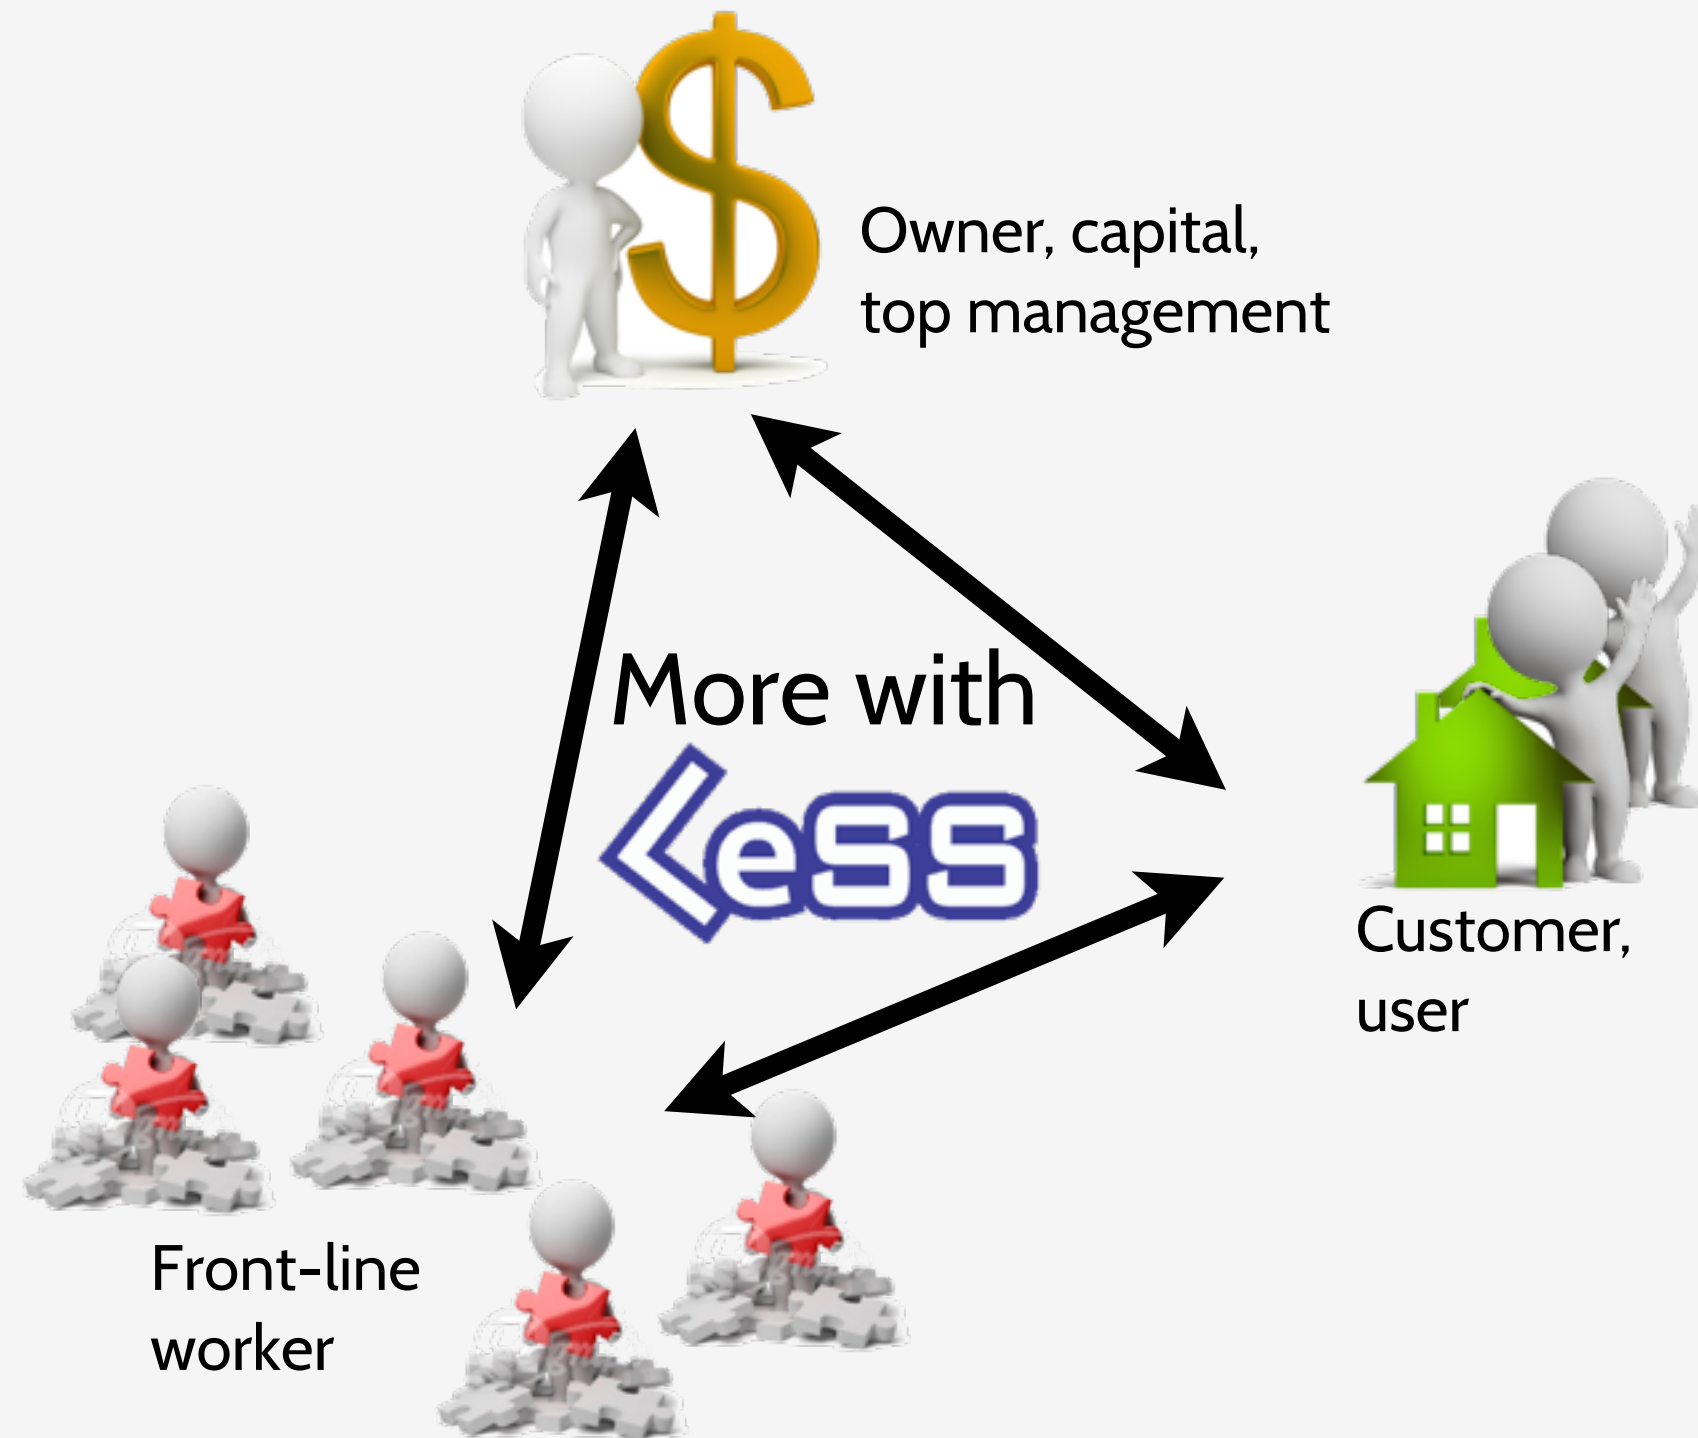 Owner, capital,
top management
More with
LeSS
Customer,
user
Front-line
worker